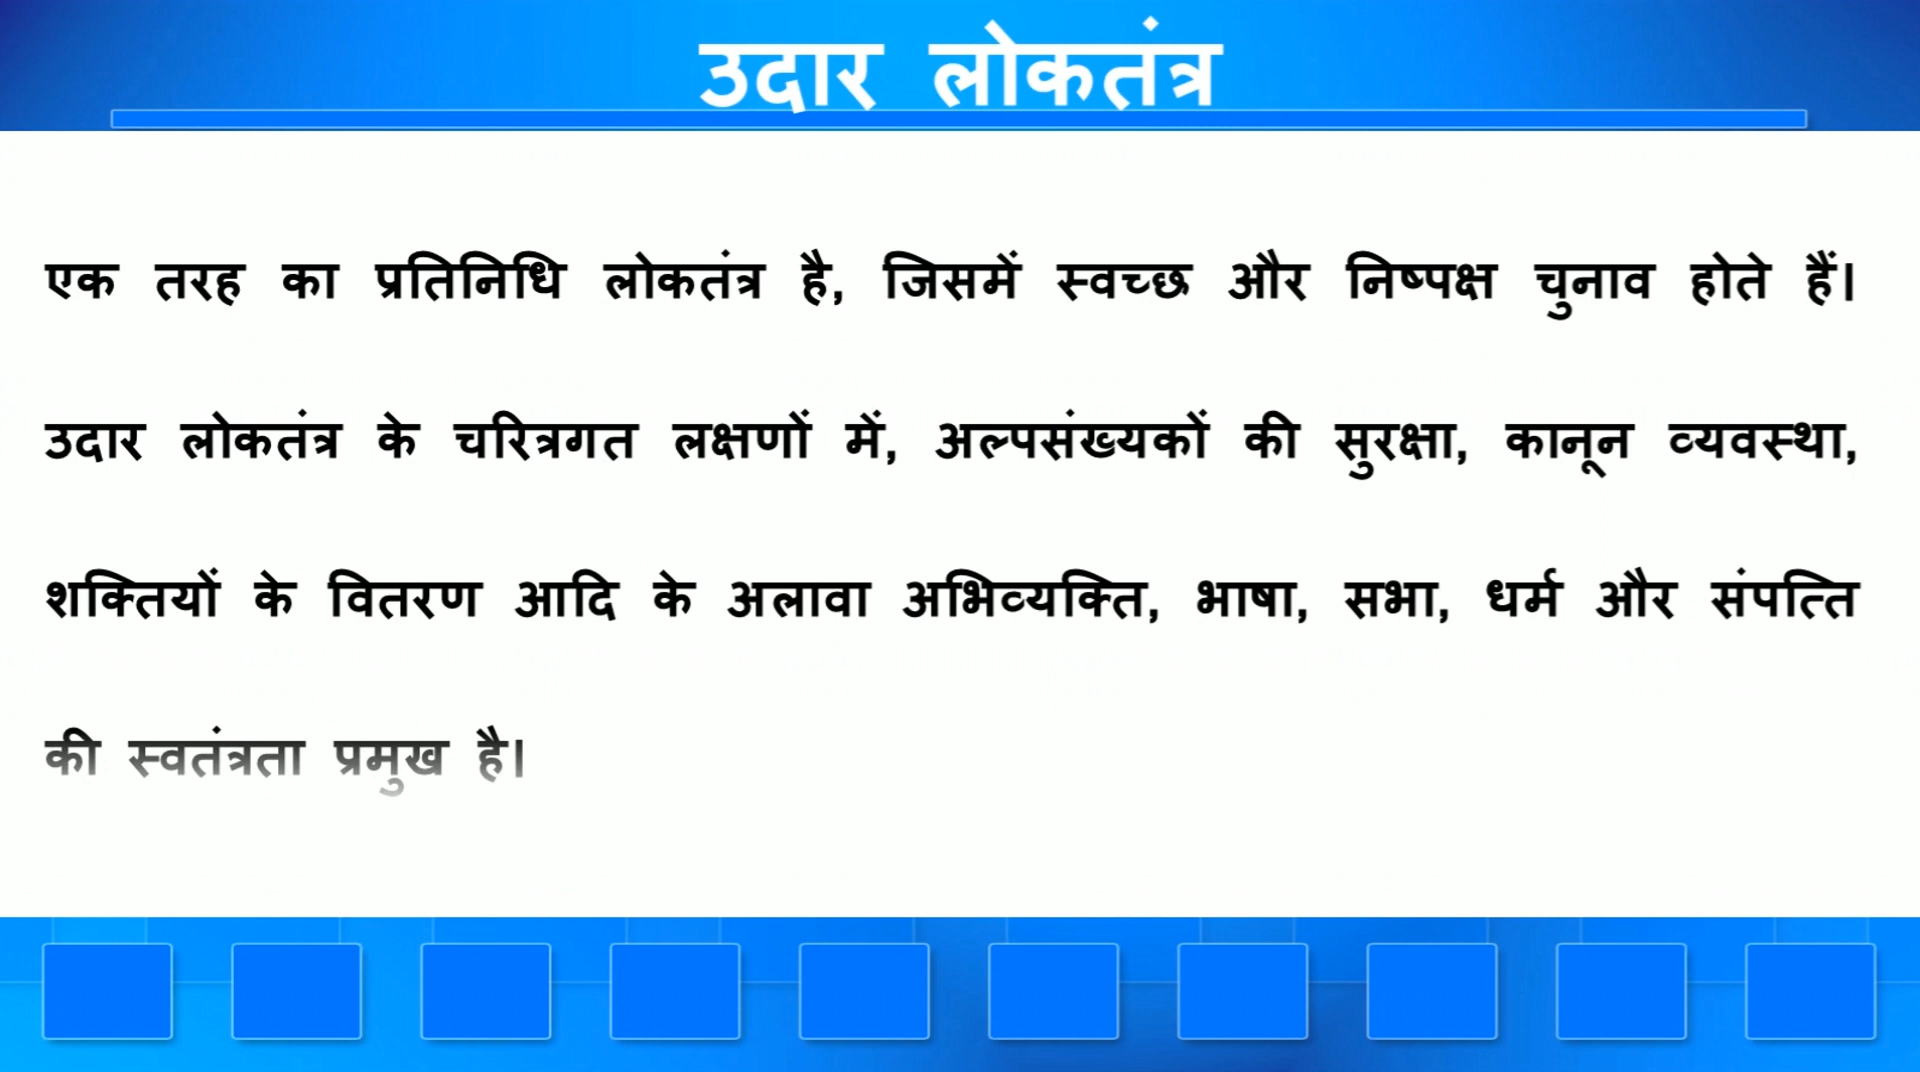 उदार लोकतंत्र
एक तरह का प्रतिनिधि लोकतंत्र है, जिसमें स्वच्छ और निष्पक्ष चुनाव होते हैं।
उदार लोकतंत्र के चरित्रगत लक्षणों में, अल्पसंख्यकों की सुरक्षा, कानून व्यवस्था,
शक्तियों के वितरण आदि के अलावा अभिव्यक्ति, भाषा, सभा, धर्म और संपत्ति
की स्वतंत्रता प्रमुख है।